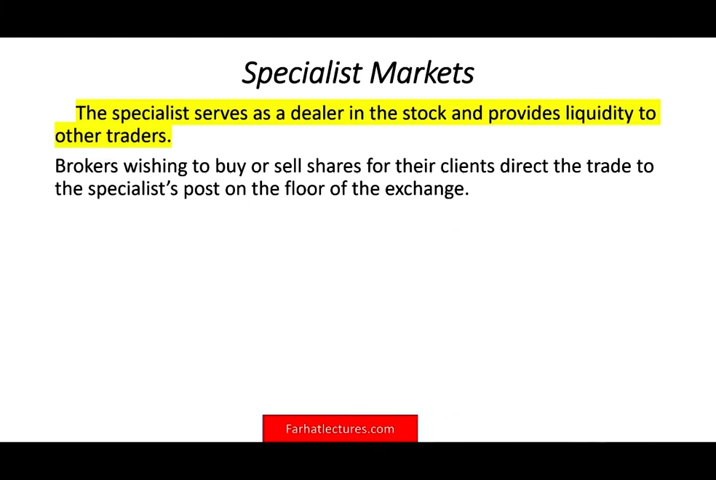 Specialist Markets
The specialist serves as a dealer in the stock and provides liquidity to
other traders.
Brokers wishing to buy or sell shares for their clients direct the trade to
the specialist’s post on the floor of the exchange.
Farhatlectures.com